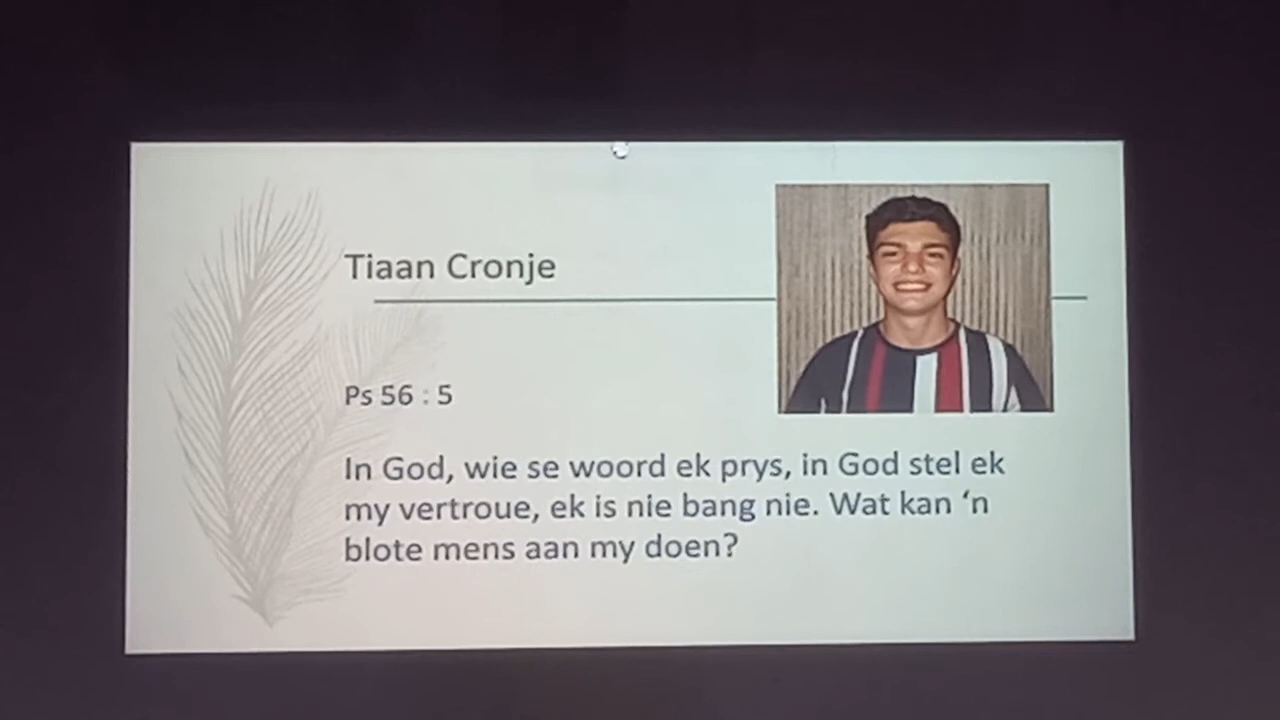 Tiaan Cronje
Ps 56 : 5
In God, wie se woord ek prys, in God stel ek
my vertroue, ek is nie bang nie. Wat kan ‘n
blote mens aan my doen?